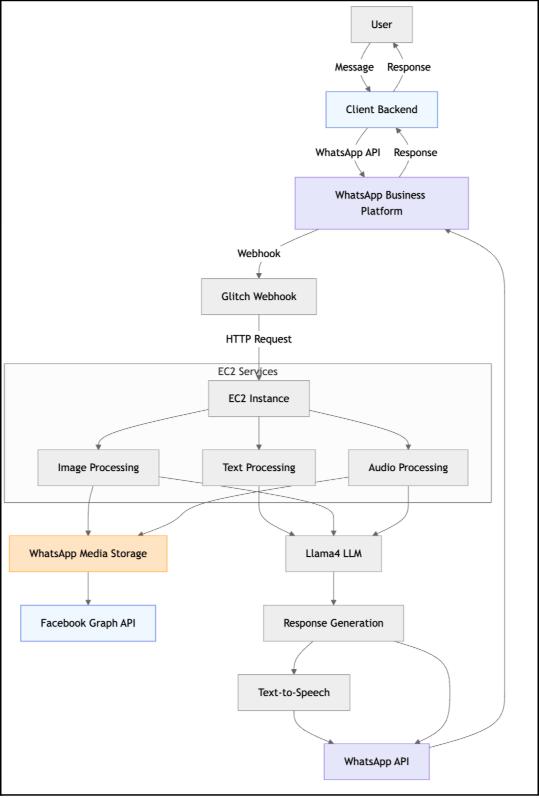 User
Message
Response
Client Backend
WhatsApp API
Response
WhatsApp Business
Platform
Webhook
Glitch Webhook
HTTP Request
EC2 Services
EC2 Instance
Image Processing
Text Processing
Audio Processing
WhatsApp Media Storage
Llama4 LLM
Facebook Graph API
Response Generation
Text-to-Speech
WhatsApp API